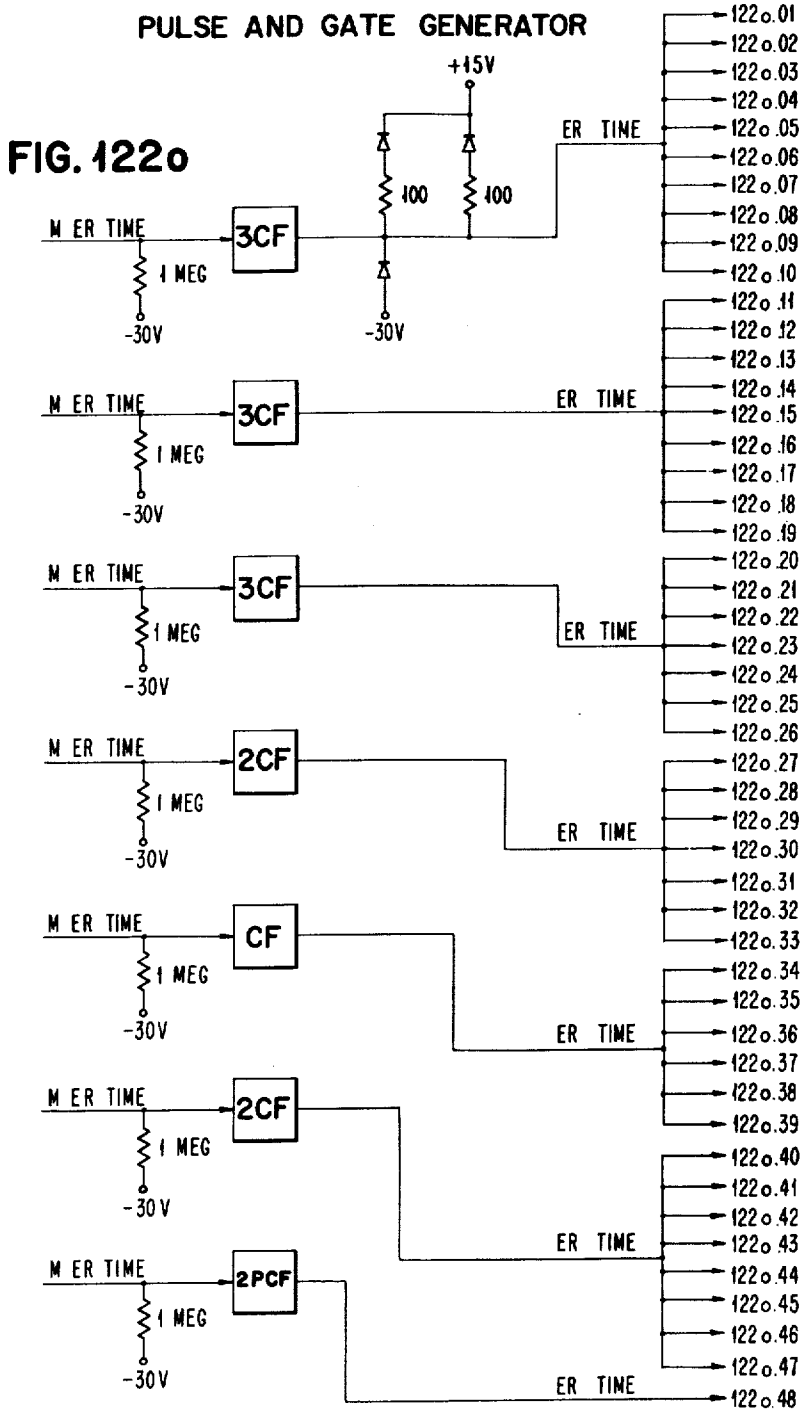 PULSE AND GATE GENERATOR
FIG. 122o
+15V
100
100
-30V
M ER TIME
1 MEG
-30V
3CF
ER TIME
122o.01
122o.02
122o.03
122o.04
122o.05
122o.06
122o.07
122o.08
122o.09
122o.10
M ER TIME
1 MEG
-30V
3CF
ER TIME
122o.11
122o.12
122o.13
122o.14
122o.15
122o.16
122o.17
122o.18
122o.19
M ER TIME
1 MEG
-30V
3CF
ER TIME
122o.20
122o.21
122o.22
122o.23
122o.24
122o.25
122o.26
M ER TIME
1 MEG
-30V
2CF
ER TIME
122o.27
122o.28
122o.29
122o.30
122o.31
122o.32
122o.33
M ER TIME
1 MEG
-30V
CF
ER TIME
122o.34
122o.35
122o.36
122o.37
122o.38
122o.39
M ER TIME
1 MEG
-30V
2CF
ER TIME
122o.40
122o.41
122o.42
122o.43
122o.44
122o.45
122o.46
122o.47
M ER TIME
1 MEG
-30V
2PCF
ER TIME
122o.48